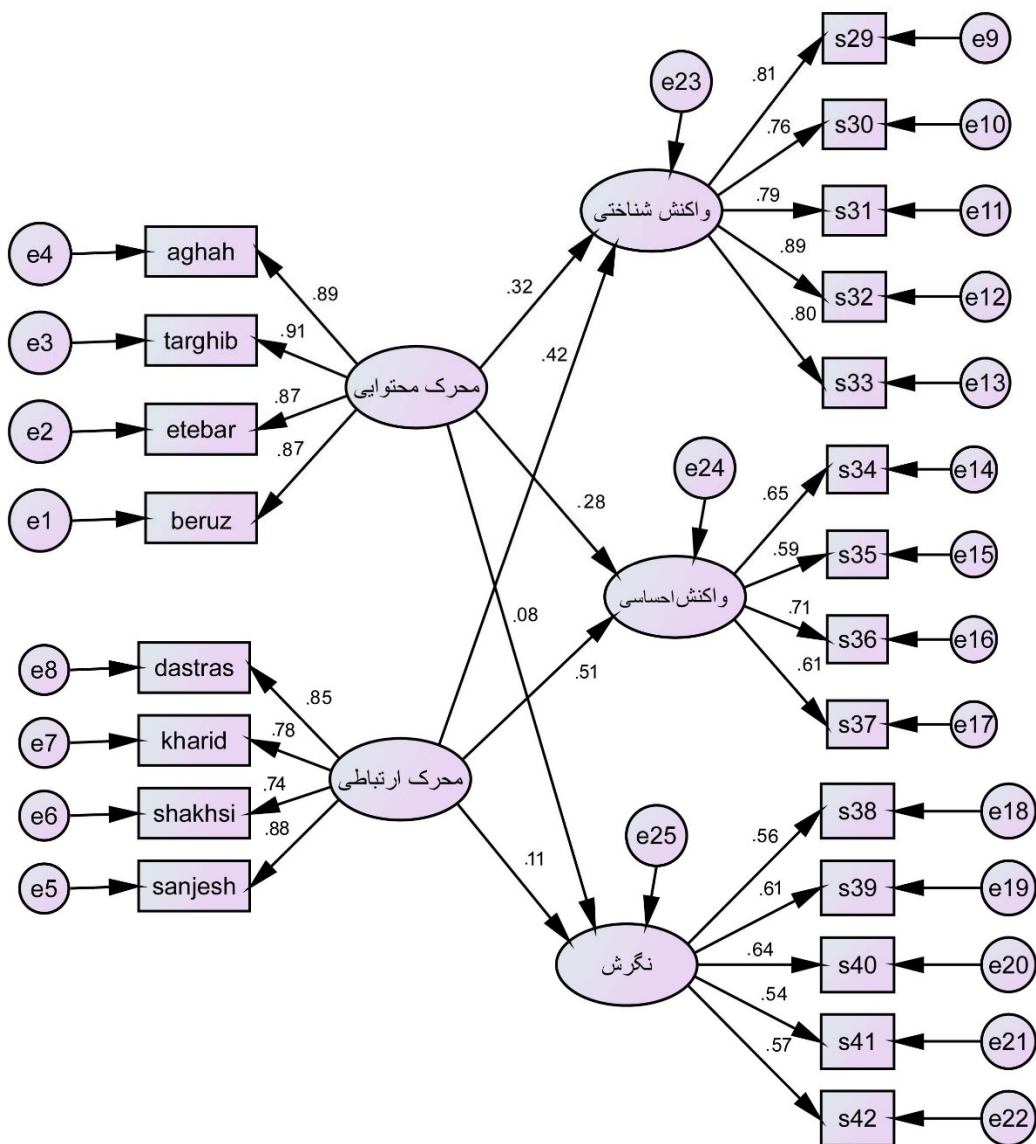 s29
e9
e23
.81
s30
e10
.76
واکنش شناختی
.79
s31
e11
.89
s32
e12
.80
s33
e13
e4
aghah
.89
e3
targhib
.91
محرک محتوایی
.32
.42
e2
etebar
.87
e1
beruz
.87
.28
.08
e24
s34
e14
.65
s35
e15
.59
واکنش احساسی
.71
s36
e16
.61
s37
e17
e8
dastras
.85
.51
e7
kharid
.78
محرک ارتباطی
e6
shakhsi
.74
e5
sanjesh
.88
.11
e25
s38
e18
.56
s39
e19
.61
نگرش
.64
s40
e20
.54
s41
e21
.57
s42
e22